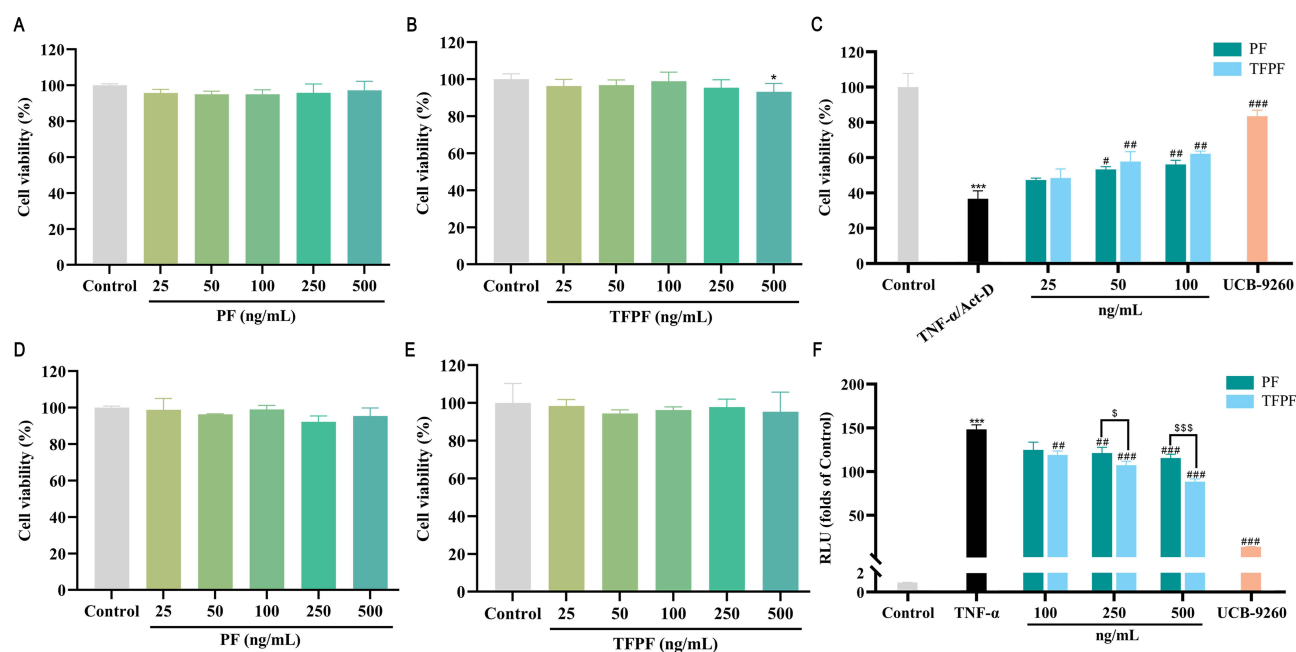 A
Cell viability (%)
120
100
80
60
40
20
0
Control 25 50 100 250 500
PF (ng/mL)
B
Cell viability (%)
120
100
80
60
40
20
0
*
Control 25 50 100 250 500
TFPF (ng/mL)
C
PF
TFPF
Cell viability (%)
120
100
80
60
40
20
0
*** # ## ## ## ###
Control TNF-α/Act-D 25 50 100 UCB-9260
ng/mL
D
Cell viability (%)
120
100
80
60
40
20
0
Control 25 50 100 250 500
PF (ng/mL)
E
Cell viability (%)
120
100
80
60
40
20
0
Control 25 50 100 250 500
TFPF (ng/mL)
F
PF
TFPF
RLU (folds of Control)
200
150
100
50
2
0
$ $$$
*** ## ## ### ### ### ###
Control TNF-α 100 250 500 UCB-9260
ng/mL